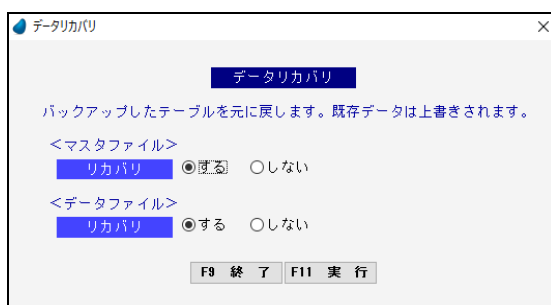 データリカバリ
データリカバリ
バックアップしたテーブルを元に戻します。既存データは上書きされます。
＜マスタファイル＞
リカバリ する しない
＜データファイル＞
リカバリ する しない
F9 終 了 F11 実 行